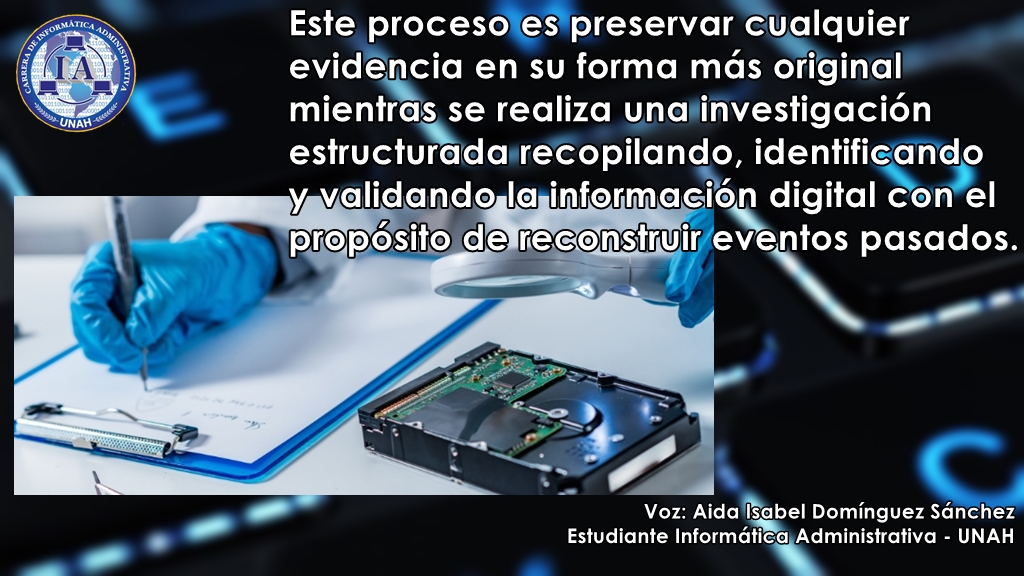 CARRERA DE INFORMÁTICA ADMINISTRATIVA
IA
UNAH
Este proceso es preservar cualquier
evidencia en su forma más original
mientras se realiza una investigación
estructurada recopilando, identificando
y validando la información digital con el
propósito de reconstruir eventos pasados.
E
D
C
Voz: Aida Isabel Domínguez Sánchez
Estudiante Informática Administrativa - UNAH